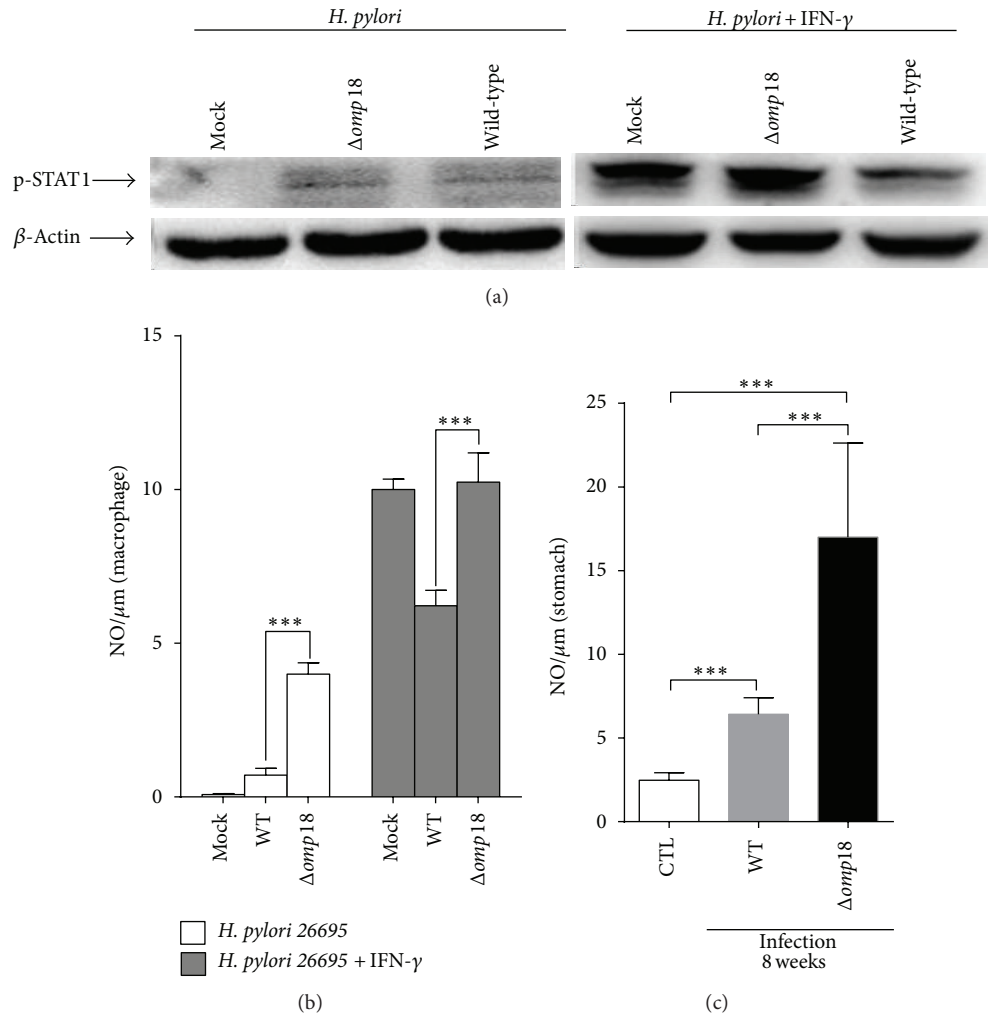 H. pylori
H. pylori + IFN-γ
Mock
Δomp18
Wild-type
Mock
Δomp18
Wild-type
p-STAT1
β-Actin
(a)
NO/μm (macrophage)
15
10
5
0
***
***
Mock
WT
Δomp18
Mock
WT
Δomp18
H. pylori 26695
H. pylori 26695 + IFN-γ
(b)
NO/μm (stomach)
25
20
15
10
5
0
***
***
***
CTL
WT
Δomp18
Infection
8 weeks
(c)